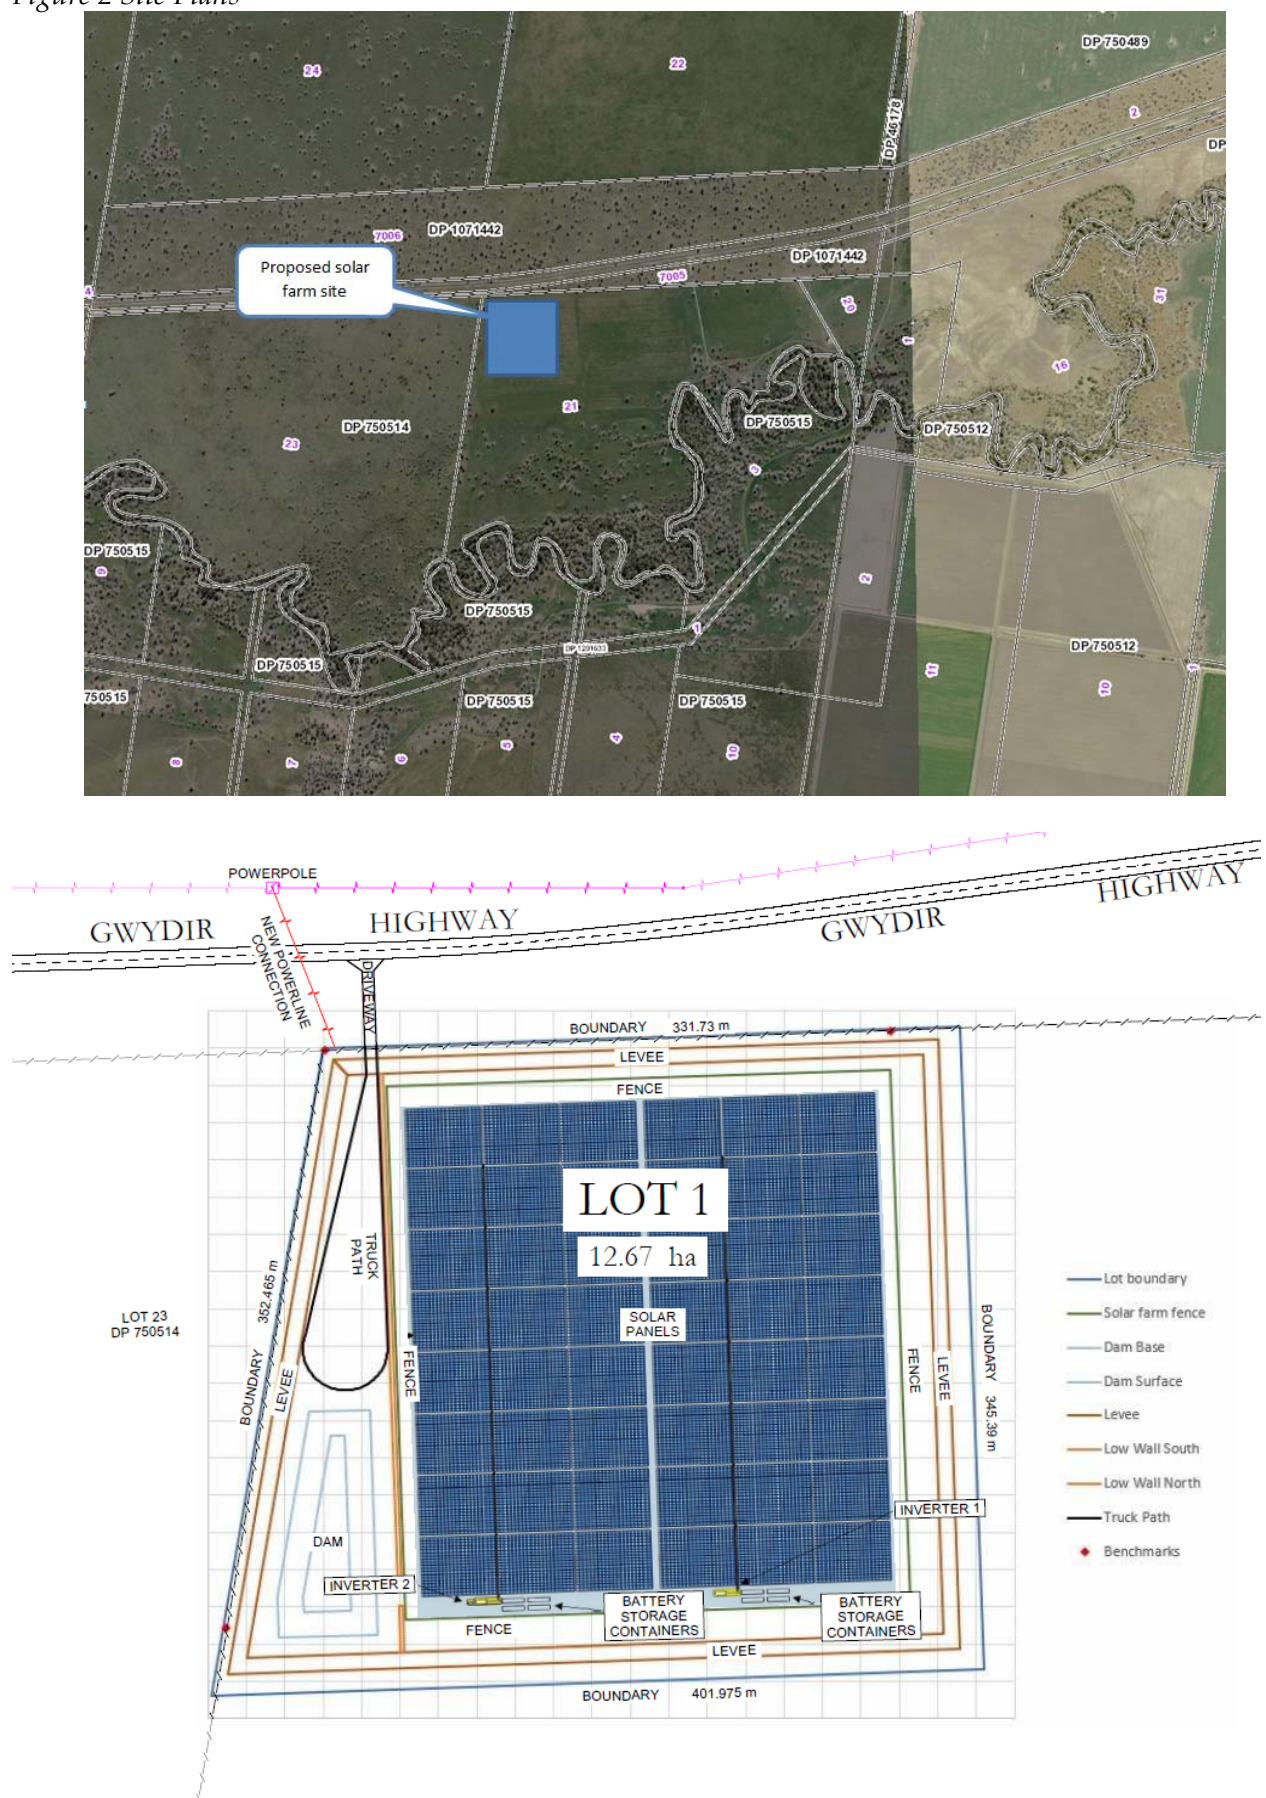 Figure 2 Site Plans
DP 750489
24
22
2
DP 46178
DP
DP 1071442
7006
DP 1071442
Proposed solar
farm site
7005
4
20
31
1
16
21
DP 750514
23
DP 750515
DP 750512
3
DP 750515
9
2
DP 750515
1
DP 1201633
DP 750512
DP 750515
11
1
10
750515
DP 750515
DP 750515
8
7
6
5
4
10
POWERPOLE
HIGHWAY
GWYDIR
HIGHWAY
GWYDIR
NEW POWERLINE
CONNECTION
DRIVEWAY
BOUNDARY 331.73 m
LEVEE
FENCE
LOT 1
12.67 ha
TRUCK
PATH
BOUNDARY 352.465 m
LOT 23
DP 750514
SOLAR
PANELS
LEVEE
FENCE
FENCE
LEVEE
BOUNDARY 345.39 m
Lot boundary
Solar farm fence
Dam Base
Dam Surface
Levee
Low Wall South
Low Wall North
Truck Path
Benchmarks
INVERTER 1
DAM
INVERTER 2
BATTERY
STORAGE
CONTAINERS
BATTERY
STORAGE
CONTAINERS
FENCE
LEVEE
BOUNDARY 401.975 m